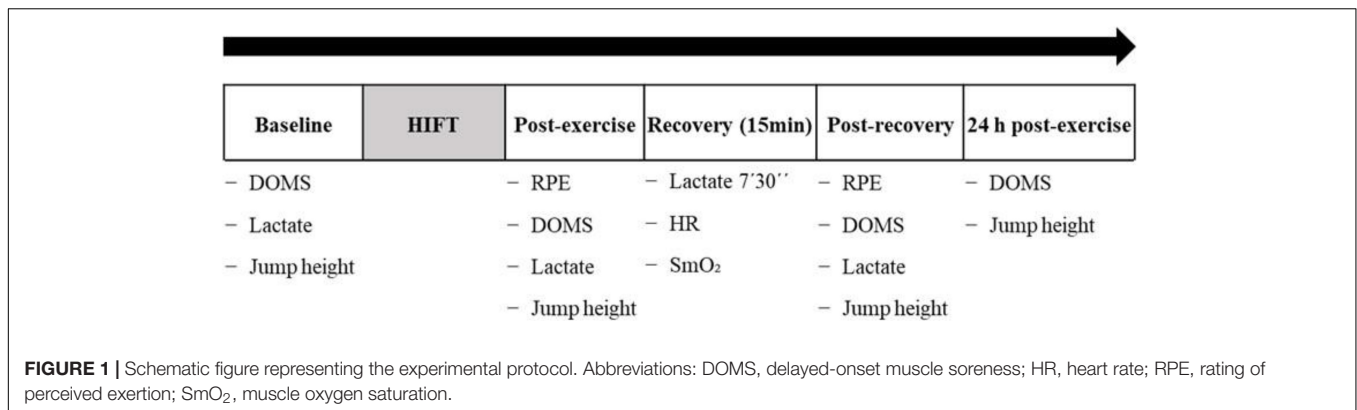 Baseline HIFT Post-exercise Recovery (15min) Post-recovery 24 h post-exercise
– DOMS – RPE – Lactate 7′30′′ – RPE – DOMS
– Lactate – DOMS – HR – DOMS – Jump height
– Jump height – Lactate – SmO₂ – Lactate
– Jump height – Jump height
FIGURE 1 | Schematic figure representing the experimental protocol. Abbreviations: DOMS, delayed-onset muscle soreness; HR, heart rate; RPE, rating of
perceived exertion; SmO₂, muscle oxygen saturation.